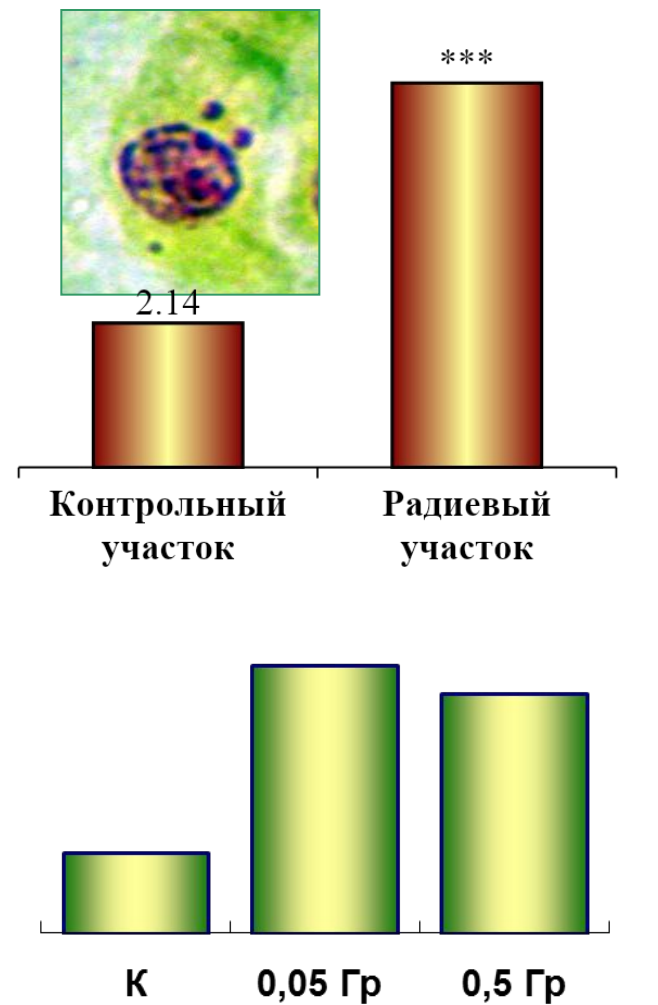 ***
2.14
Контрольный
участок
Радиевый
участок
К
0,05 Гр
0,5 Гр